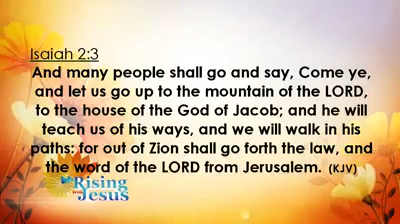 Isaiah 2:3
And many people shall go and say, Come ye,
and let us go up to the mountain of the LORD,
to the house of the God of Jacob; and he will
teach us of his ways, and we will walk in his
paths: for out of Zion shall go forth the law, and
the word of the LORD from Jerusalem. (KJV)
Rising
With
Jesus